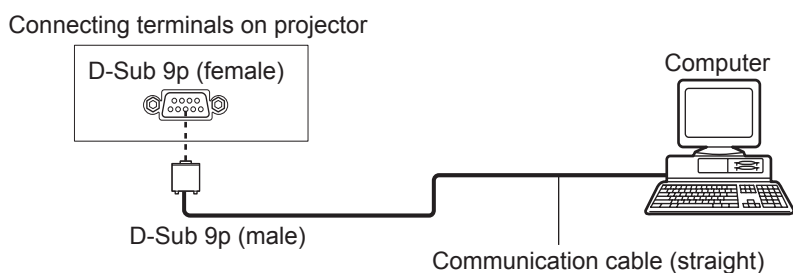 Connecting terminals on projector
D-Sub 9p (female)
Computer
D-Sub 9p (male)
Communication cable (straight)